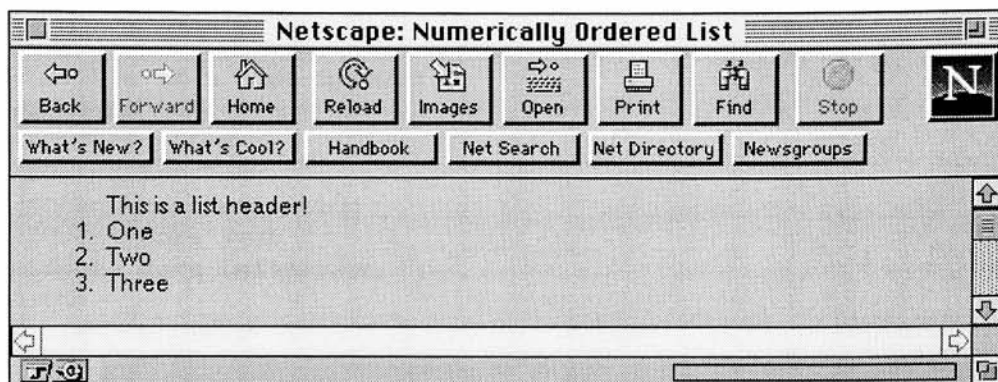 Netscape: Numerically Ordered List
Back Forward Home Reload Images Open Print Find Stop N
What's New? What's Cool? Handbook Net Search Net Directory Newsgroups
This is a list header!
1. One
2. Two
3. Three